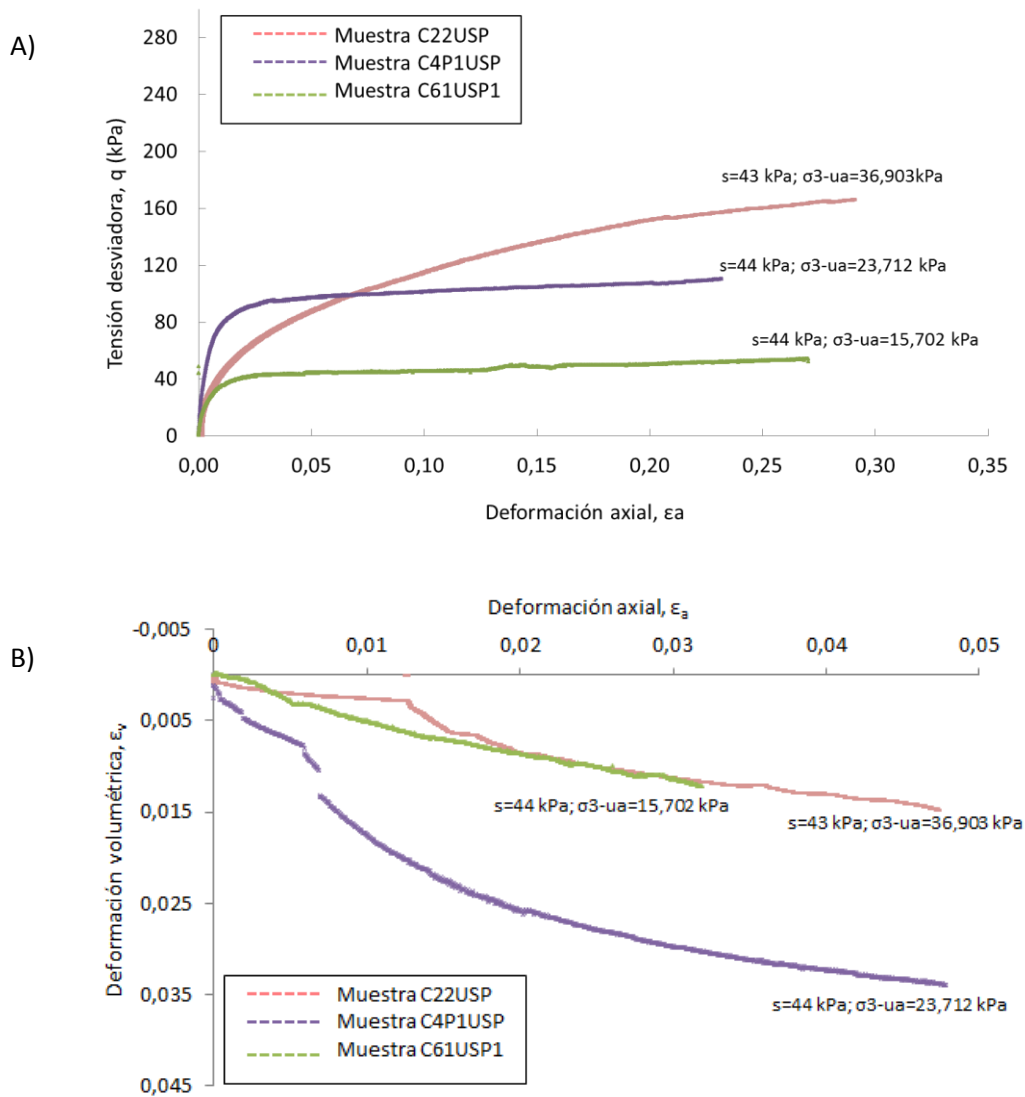 A)
Tensión desviadora, q (kPa)
280
240
200
160
120
80
40
0
Muestra C22USP
Muestra C4P1USP
Muestra C61USP1
s=43 kPa; σ3-ua=36,903kPa
s=44 kPa; σ3-ua=23,712 kPa
s=44 kPa; σ3-ua=15,702 kPa
0,00 0,05 0,10 0,15 0,20 0,25 0,30 0,35
Deformación axial, εa
B)
Deformación axial, εa
0 0,01 0,02 0,03 0,04 0,05
Deformación volumétrica, εv
-0,005
0,005
0,015
0,025
0,035
0,045
s=44 kPa; σ3-ua=15,702 kPa
s=43 kPa; σ3-ua=36,903 kPa
s=44 kPa; σ3-ua=23,712 kPa
Muestra C22USP
Muestra C4P1USP
Muestra C61USP1